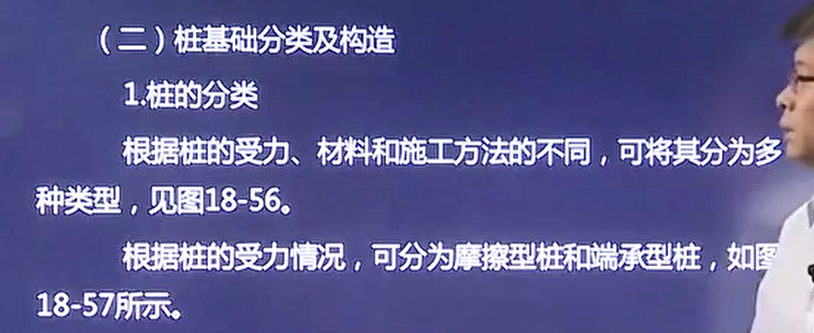 （二）桩基础分类及构造
1.桩的分类
根据桩的受力、材料和施工方法的不同，可将其分为多
种类型，见图18-56。
根据桩的受力情况，可分为摩擦型桩和端承型桩，如图
18-57所示。